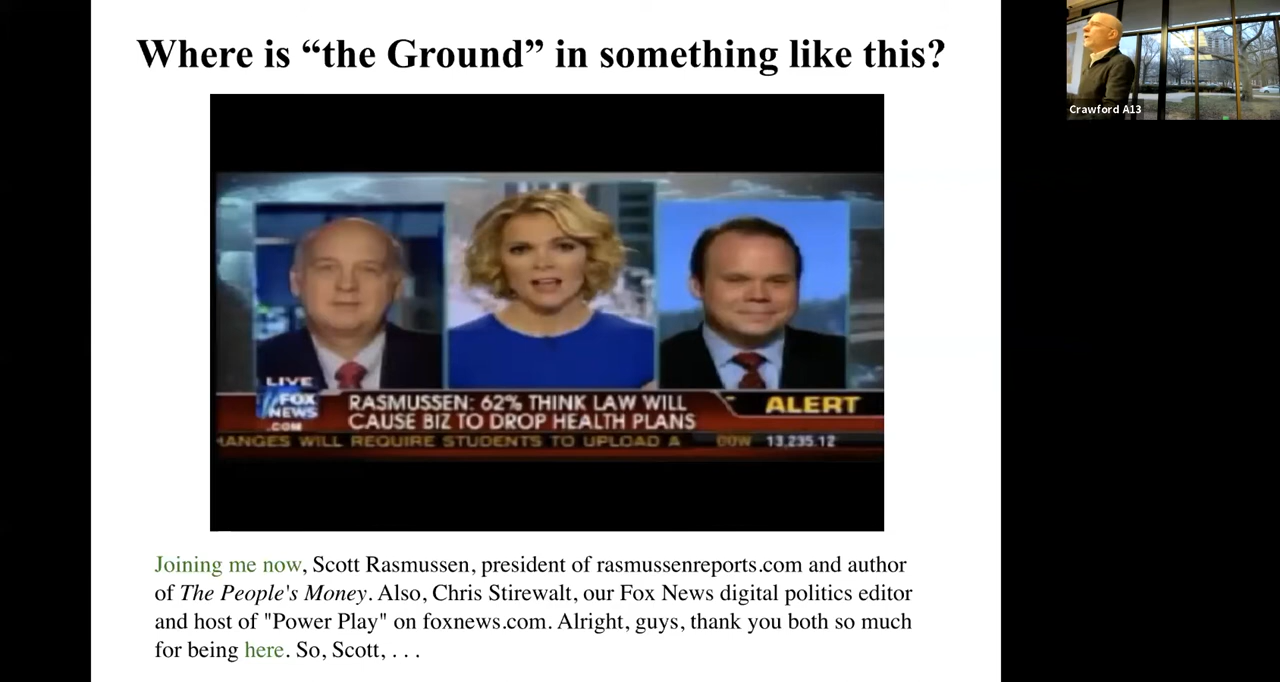 Where is “the Ground” in something like this?
Crawford A13
LIVE
FOX
NEWS
.COM
RASMUSSEN: 62% THINK LAW WILL
CAUSE BIZ TO DROP HEALTH PLANS
ALERT
HANGES WILL REQUIRE STUDENTS TO UPLOAD A
DOW 13,235.12
Joining me now, Scott Rasmussen, president of rasmussenreports.com and author
of The People's Money. Also, Chris Stirewalt, our Fox News digital politics editor
and host of "Power Play" on foxnews.com. Alright, guys, thank you both so much
for being here. So, Scott, . . .